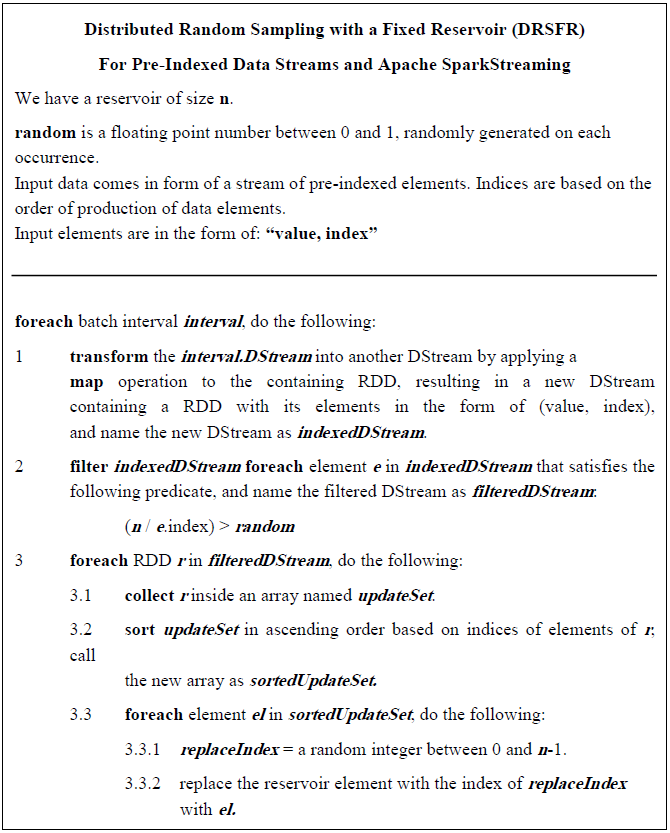 Distributed Random Sampling with a Fixed Reservoir (DRSFR)
For Pre-Indexed Data Streams and Apache SparkStreaming
We have a reservoir of size n.
random is a floating point number between 0 and 1, randomly generated on each
occurrence.
Input data comes in form of a stream of pre-indexed elements. Indices are based on the
order of production of data elements.
Input elements are in the form of: “value, index”
foreach batch interval interval, do the following:
1 transform the interval.DStream into another DStream by applying a
map operation to the containing RDD, resulting in a new DStream
containing a RDD with its elements in the form of (value, index),
and name the new DStream as indexedDStream.
2 filter indexedDStream foreach element e in indexedDStream that satisfies the
following predicate, and name the filtered DStream as filteredDStream:
(n / e.index) > random
3 foreach RDD r in filteredDStream, do the following:
3.1 collect r inside an array named updateSet.
3.2 sort updateSet in ascending order based on indices of elements of r;
call
the new array as sortedUpdateSet.
3.3 foreach element el in sortedUpdateSet, do the following:
3.3.1 replaceIndex = a random integer between 0 and n-1.
3.3.2 replace the reservoir element with the index of replaceIndex
with el.